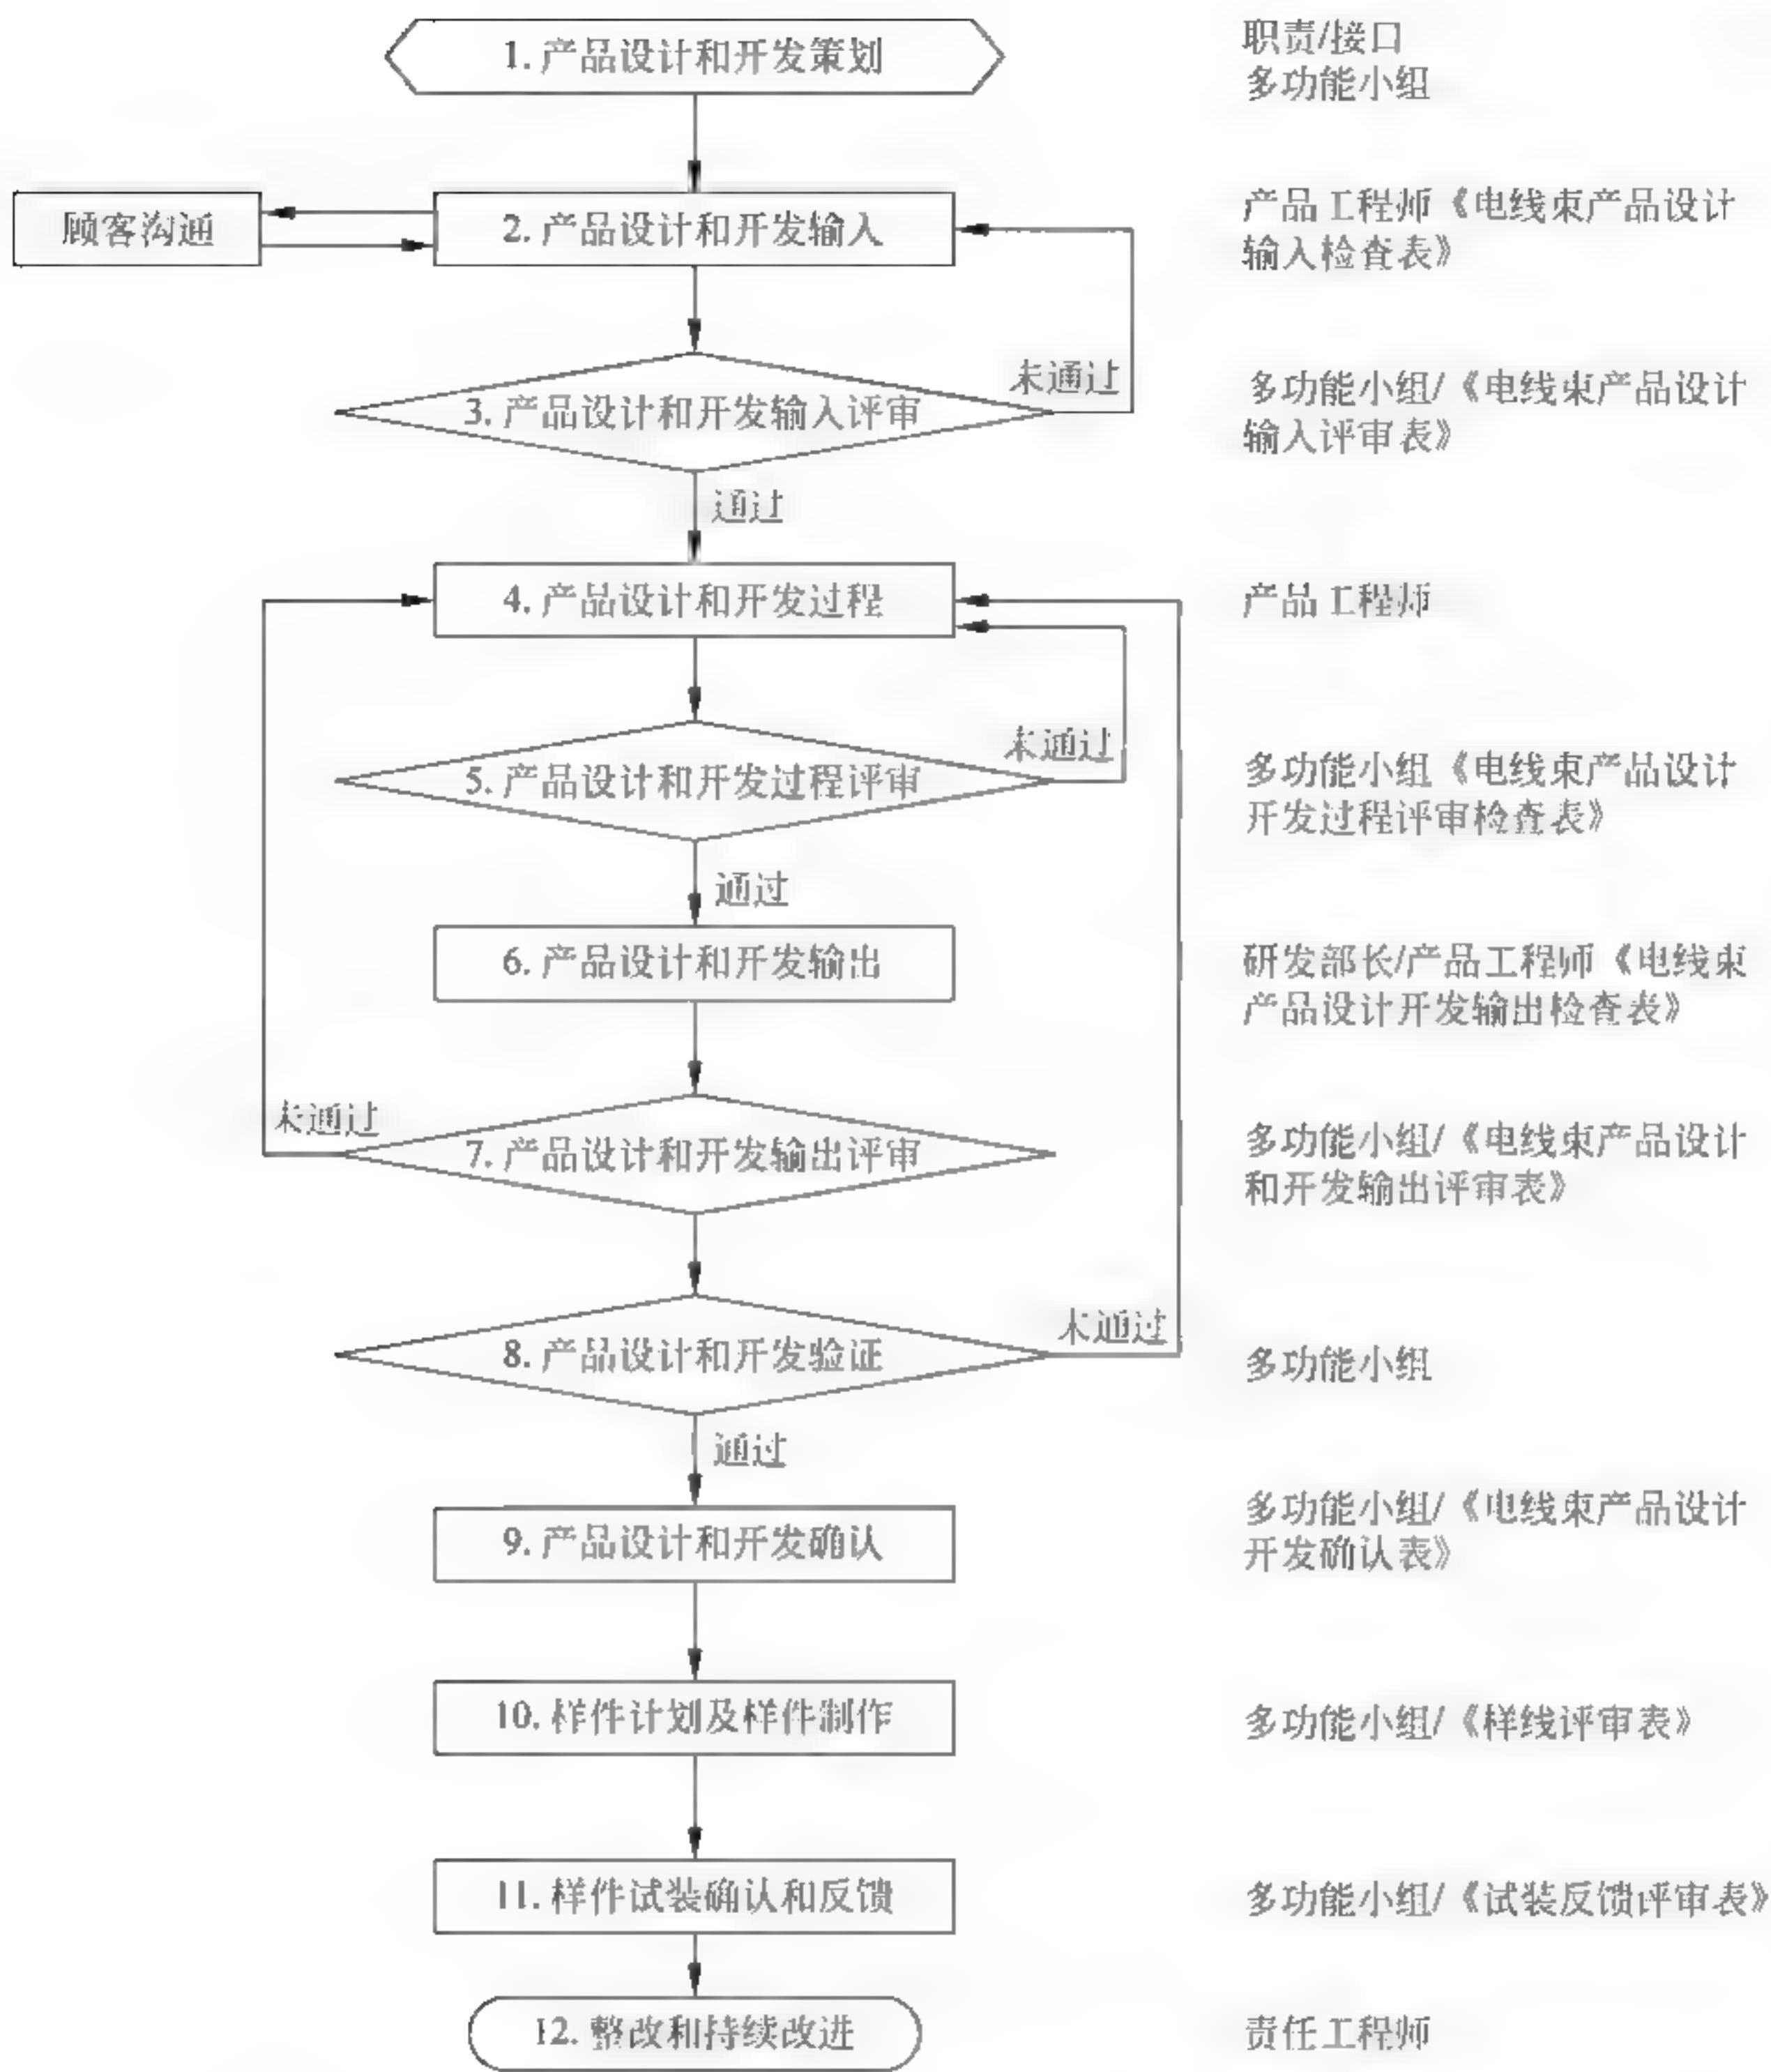 职责/接口
1. 产品设计和开发策划
多功能小组
顾客沟通
2. 产品设计和开发输入
产品工程师《电线束产品设计
输入检查表》
未通过
3. 产品设计和开发输入评审
多功能小组/《电线束产品设计
输入评审表》
通过
4. 产品设计和开发过程
产品工程师
未通过
5. 产品设计和开发过程评审
多功能小组《电线束产品设计
开发过程评审检查表》
通过
6. 产品设计和开发输出
研发部长/产品工程师《电线束
产品设计开发输出检查表》
未通过
7. 产品设计和开发输出评审
多功能小组/《电线束产品设计
和开发输出评审表》
未通过
8. 产品设计和开发验证
多功能小组
通过
9. 产品设计和开发确认
多功能小组/《电线束产品设计
开发确认表》
10. 样件计划及样件制作
多功能小组/《样线评审表》
11. 样件试装确认和反馈
多功能小组/《试装反馈评审表》
12. 整改和持续改进
责任工程师